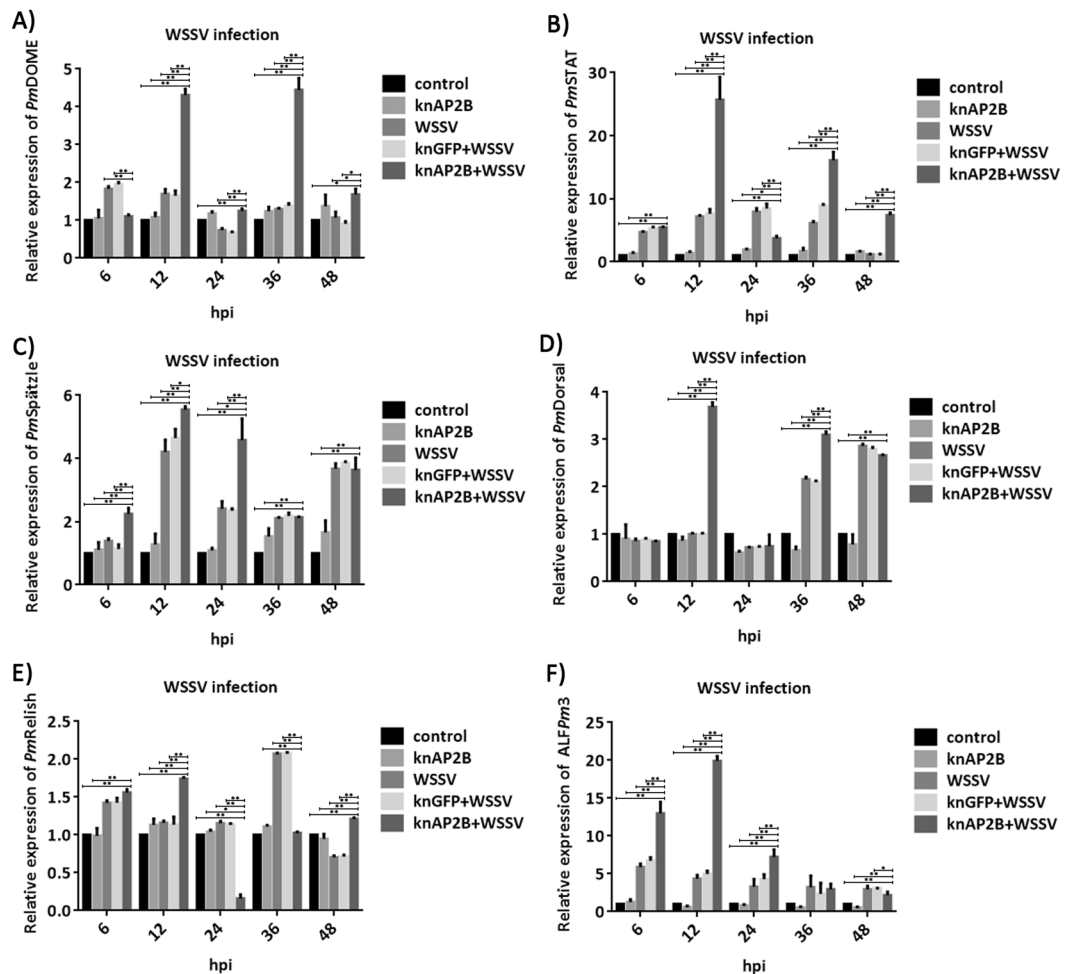 A)
WSSV infection
Relative expression of PmDOME
5
4
3
2
1
0
6
12
24
36
48
hpi
control
knAP2B
WSSV
knGFP+WSSV
knAP2B+WSSV
** ** ** **
** ** ** **
** ** ** **
** ** ** **
* * *
B)
WSSV infection
Relative expression of PmSTAT
30
20
10
0
6
12
24
36
48
hpi
control
knAP2B
WSSV
knGFP+WSSV
knAP2B+WSSV
C)
WSSV infection
Relative expression of PmSpätzle
6
4
2
0
6
12
24
36
48
hpi
control
knAP2B
WSSV
knGFP+WSSV
knAP2B+WSSV
D)
WSSV infection
Relative expression of PmDorsal
4
3
2
1
0
6
12
24
36
48
hpi
control
knAP2B
WSSV
knGFP+WSSV
knAP2B+WSSV
E)
WSSV infection
Relative expression of PmRelish
2.5
2.0
1.5
1.0
0.5
0.0
6
12
24
36
48
hpi
control
knAP2B
WSSV
knGFP+WSSV
knAP2B+WSSV
F)
WSSV infection
Relative expression of ALFPm3
25
20
15
10
5
0
6
12
24
36
48
hpi
control
knAP2B
WSSV
knGFP+WSSV
knAP2B+WSSV